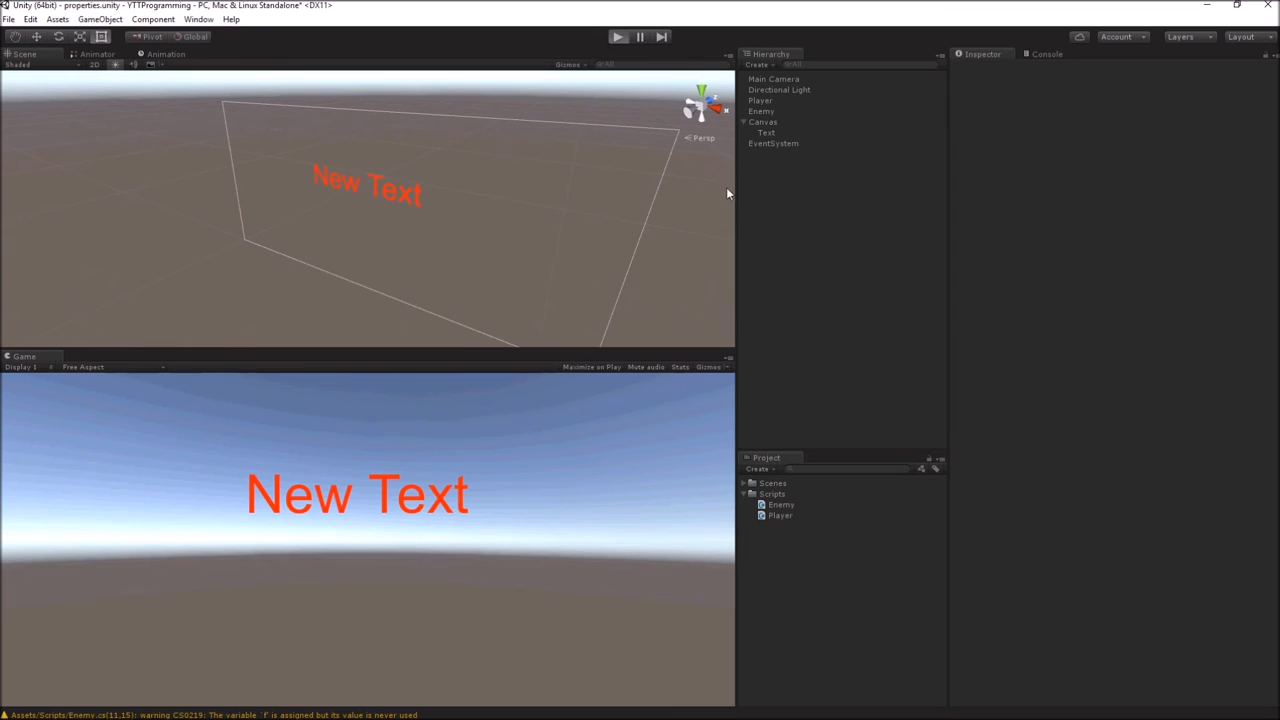 Unity (64bit) - properties.unity - YTTProgramming - PC, Mac & Linux Standalone* <DX11>
File Edit Assets GameObject Component Window Help
Pivot Global Account Layers Layout
Scene Animator Animation
Shaded 2D Gizmos All
Persp
New Text
Game
Display 1 Free Aspect Maximize on Play Mute audio Stats Gizmos
New Text
Hierarchy
Create All
Main Camera
Directional Light
Player
Enemy
Canvas
Text
EventSystem
Project
Create
Scenes
Scripts
Enemy
Player
Inspector Console
Assets/Scripts/Enemy.cs(11,15): warning CS0219: The variable `f' is assigned but its value is never used